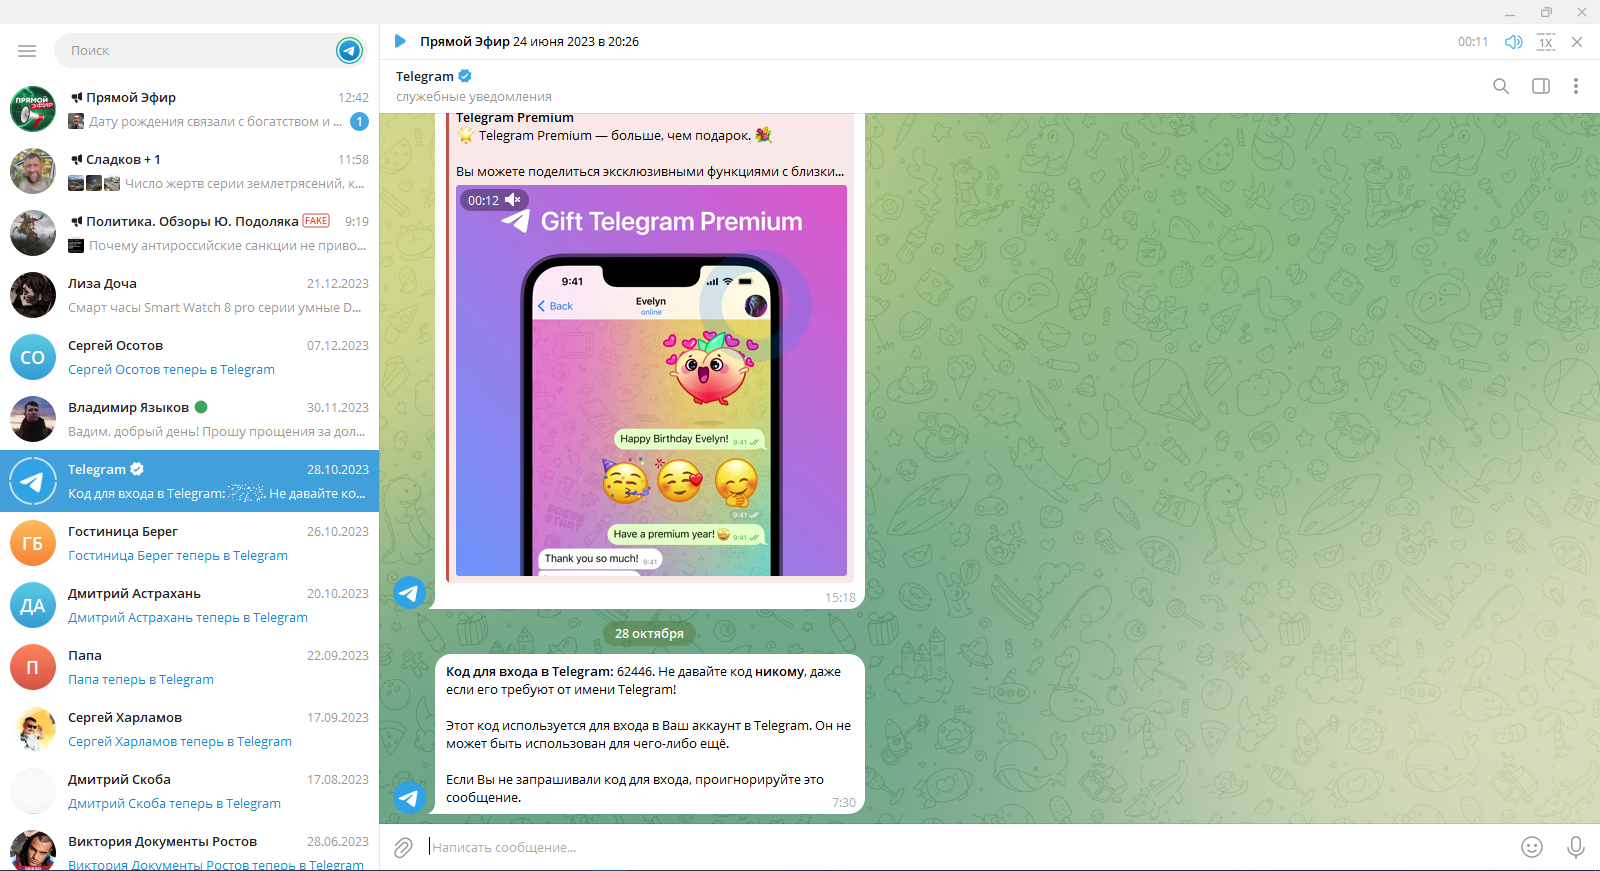 Поиск
Прямой Эфир 12:42
Дату рождения связали с богатством и ... 1
Сладков + 1 11:58
Число жертв серии землетрясений, к...
Политика. Обзоры Ю. Подоляка FAKE 9:19
Почему антироссийские санкции не приво...
Лиза Доча 21.12.2023
Смарт часы Smart Watch 8 pro серии умные D...
СО
Сергей Осотов 07.12.2023
Сергей Осотов теперь в Telegram
Владимир Языков 30.11.2023
Вадим, добрый день! Прошу прощения за дол...
Telegram 28.10.2023
Код для входа в Telegram: Не давайте ко...
ГБ
Гостиница Берег 26.10.2023
Гостиница Берег теперь в Telegram
ДА
Дмитрий Астрахань 20.10.2023
Дмитрий Астрахань теперь в Telegram
П
Папа 22.09.2023
Папа теперь в Telegram
Сергей Харламов 17.09.2023
Сергей Харламов теперь в Telegram
Дмитрий Скоба 17.08.2023
Дмитрий Скоба теперь в Telegram
Виктория Документы Ростов 28.06.2023
Виктория Документы Ростов теперь в Telegram
Прямой Эфир 24 июня 2023 в 20:26 00:11 1X
Telegram
служебные уведомления
Telegram Premium
Telegram Premium — больше, чем подарок.
Вы можете поделиться эксклюзивными функциями с близки...
00:12
Gift Telegram Premium
9:41
Back Evelyn
online
Happy Birthday Evelyn! 9:41
9:41
Have a premium year! 9:41
Thank you so much! 9:41
15:18
28 октября
Код для входа в Telegram: 62446. Не давайте код никому, даже
если его требуют от имени Telegram!
Этот код используется для входа в Ваш аккаунт в Telegram. Он не
может быть использован для чего-либо ещё.
Если Вы не запрашивали код для входа, проигнорируйте это
сообщение.
7:30
Написать сообщение...